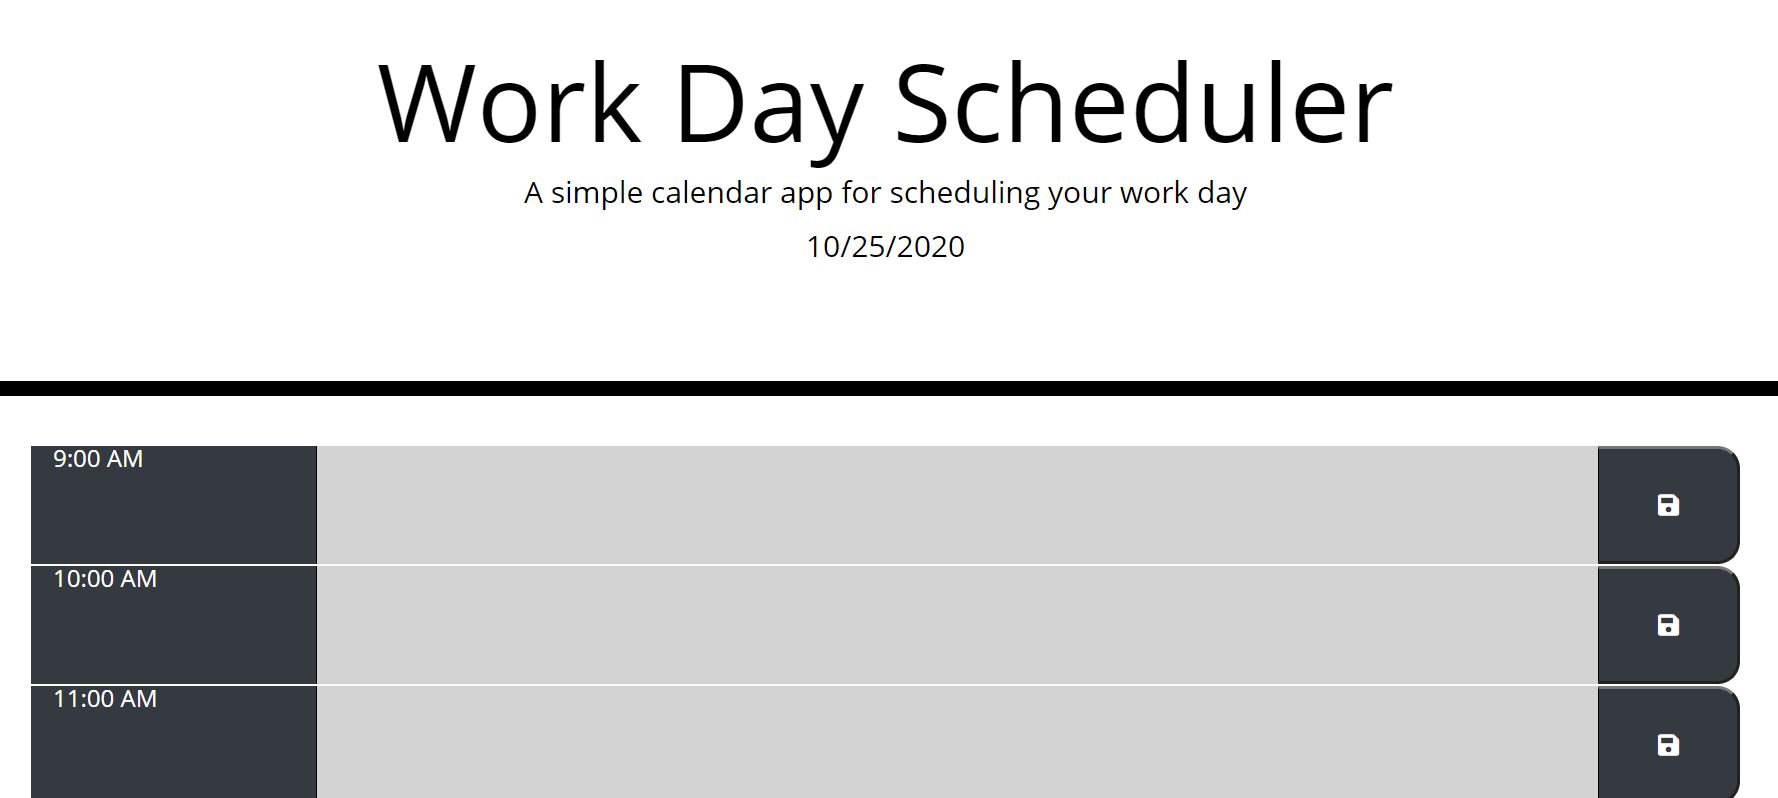 Work Day Scheduler
A simple calendar app for scheduling your work day
10/25/2020
9:00 AM
10:00 AM
11:00 AM